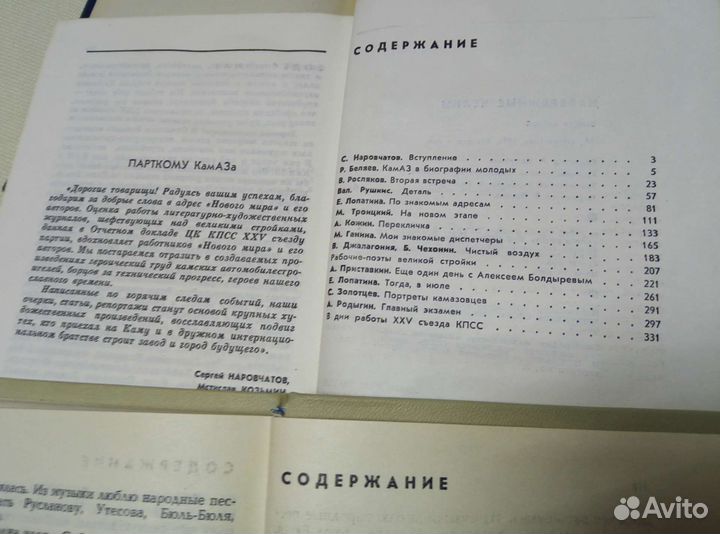 ПАРТКОМУ КамАЗа
«Дорогие товарищи! Радуясь вашим успехам, бла-
годарим за добрые слова в адрес «Нового мира» и его
авторов. Оценка работы литературно-художественных
журналов, шефствующих над великими стройками,
данная в Отчетном докладе ЦК КПСС XXV съезду
партии, вдохновляет работников «Нового мира» и его
авторов. Мы постараемся отразить в создаваемых про-
изведениях героический труд камских автомобилестро-
ителей, борцов за технический прогресс, героев нашего
славного времени.
Написанные по горячим следам событий, наши
очерки, статьи, репортажи станут основой крупных ху-
дожественных произведений, восславляющих подвиг
тех, кто приехал на Каму и в дружном интернацио-
нальном братстве строит завод и город будущего».
Сергей НАРОВЧАТОВ,
Мстислав КОЗЬМИН
СОДЕРЖАНИЕ
С. Наровчатов. Вступление 3
Р. Беляев. КамАЗ в биографии молодых 5
В. Росляков. Вторая встреча 23
Вал. Рушкис. Деталь 57
Е. Лопатина. По знакомым адресам 81
М. Троицкий. На новом этапе 111
Д. Кожин. Перекличка 133
М. Ганина. Мои знакомые диспетчеры 165
В. Джалагония, Б. Чехонин. Чистый воздух 183
Рабочие-поэты великой стройки 207
А. Приставкин. Еще один день с Алексеем Болдыревым 221
Е. Лопатина. Тогда, в июле 261
С. Золотцев. Портреты камазовцев 291
А. Родыгин. Главный экзамен 297
В дни работы XXV съезда КПСС 331
СОДЕРЖАНИЕ
Из музыки люблю народные пес-
Русланову, Утесова, Бюль-Бюля,
СОДЕРЖАНИЕ
Avito